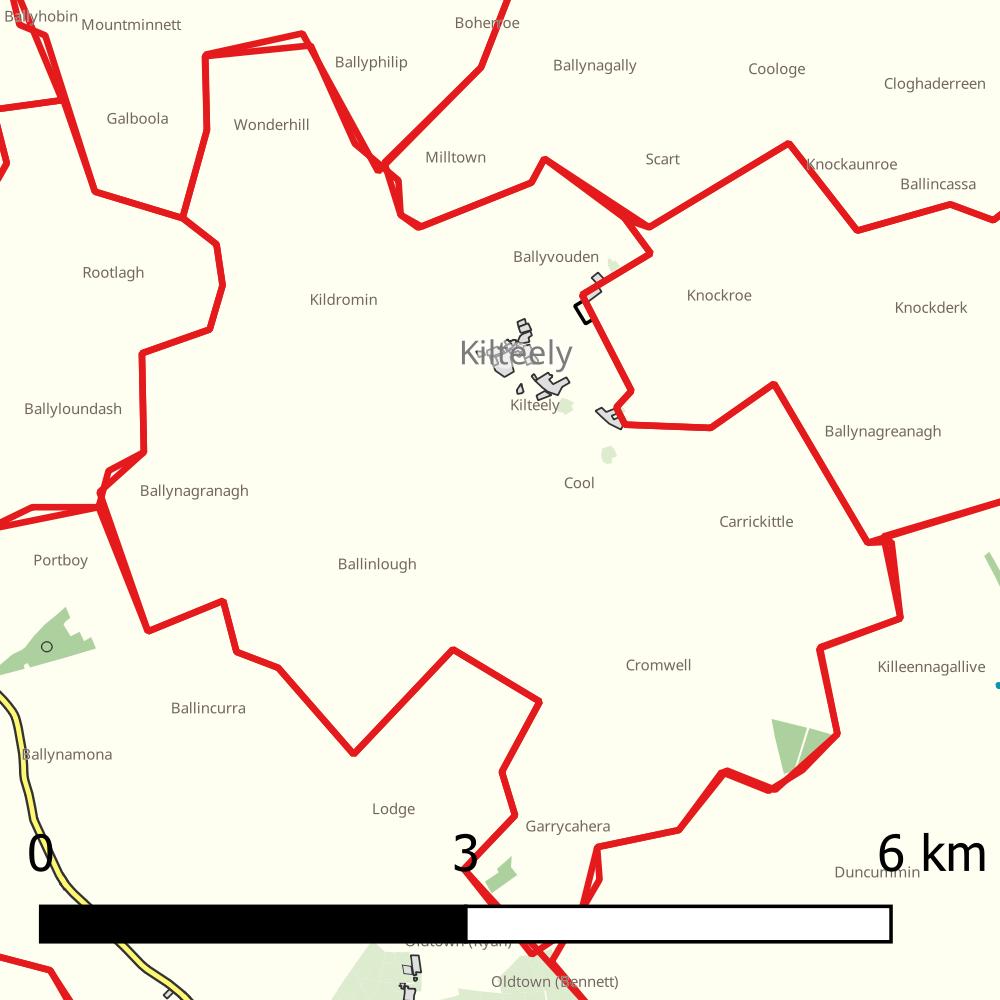 Ballyhobin
Mountminnett
Boherroe
Ballyphilip
Ballynagally
Coologe
Cloghaderreen
Galboola
Wonderhill
Milltown
Scart
Knockaunroe
Ballincassa
Ballyvouden
Rootlagh
Kildromin
Knockroe
Knockderk
Kilteely
Kilteely
Ballyloundash
Ballynagreanagh
Ballynagranagh
Cool
Carrickittle
Portboy
Ballinlough
Cromwell
Killeennagallive
Ballincurra
Ballynamona
Lodge
Garrycahera
0 3 6 km
Duncummin
Oldtown (Ryan)
Oldtown (Bennett)